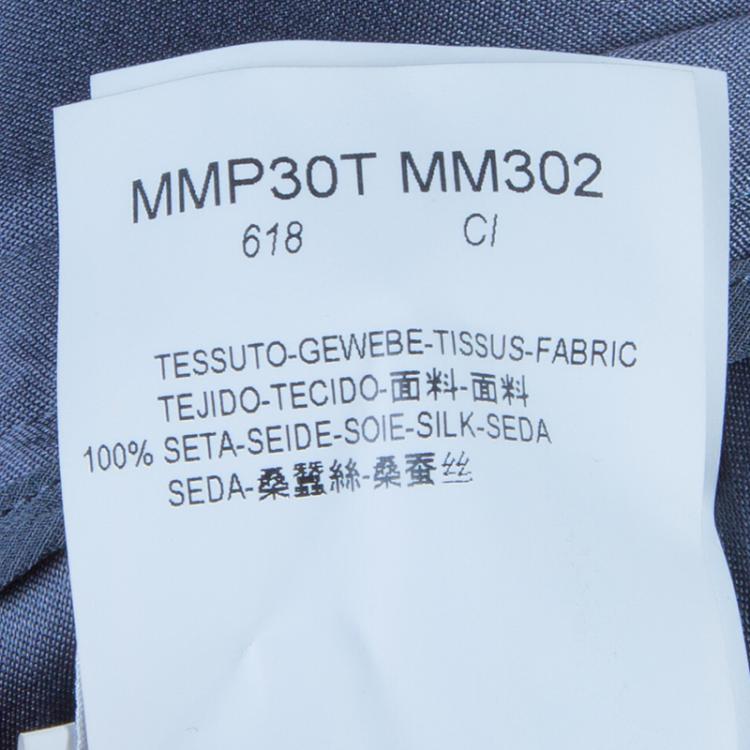 MMP30T MM302
618 CI
TESSUTO-GEWEBE-TISSUS-FABRIC
TEJIDO-TECIDO-面料-面料
100% SETA-SEIDE-SOIE-SILK-SEDA
SEDA-桑蠶絲-桑蚕丝